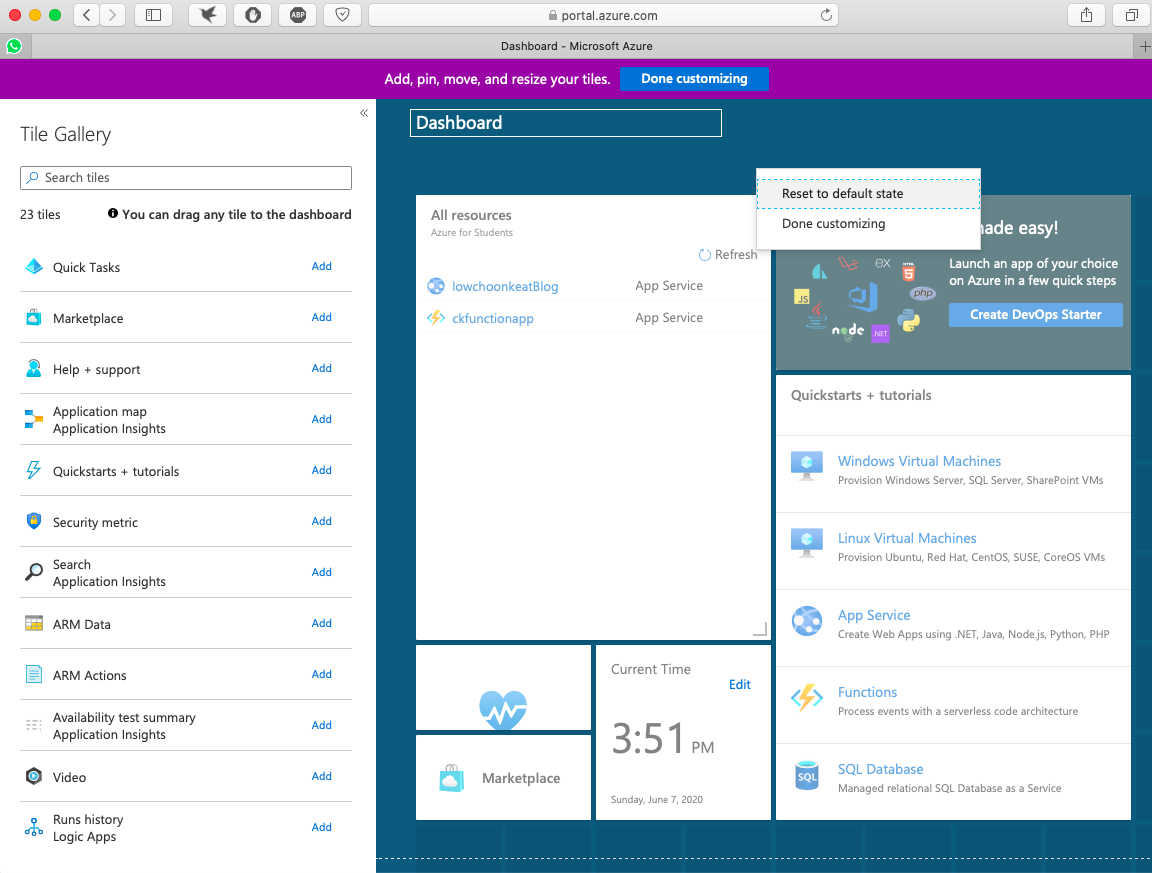 portal.azure.com
ABP
Dashboard - Microsoft Azure
Add, pin, move, and resize your tiles.
Done customizing
Tile Gallery
Search tiles
23 tiles
You can drag any tile to the dashboard
Quick Tasks
Add
Marketplace
Add
Help + support
Add
Application map
Application Insights
Add
Quickstarts + tutorials
Add
Security metric
Add
Search
Application Insights
Add
ARM Data
Add
ARM Actions
Add
Availability test summary
Application Insights
Add
Video
Add
Runs history
Logic Apps
Add
Dashboard
Reset to default state
Done customizing
All resources
Azure for Students
Refresh
lowchoonkeatBlog
App Service
ckfunctionapp
App Service
Marketplace
Current Time
Edit
3:51 PM
Sunday, June 7, 2020
made easy!
Launch an app of your choice
on Azure in a few quick steps
Create DevOps Starter
ex
HTML
5
JS
php
node
.NET
Quickstarts + tutorials
Windows Virtual Machines
Provision Windows Server, SQL Server, SharePoint VMs
Linux Virtual Machines
Provision Ubuntu, Red Hat, CentOS, SUSE, CoreOS VMs
App Service
Create Web Apps using .NET, Java, Node.js, Python, PHP
Functions
Process events with a serverless code architecture
SQL
SQL Database
Managed relational SQL Database as a Service